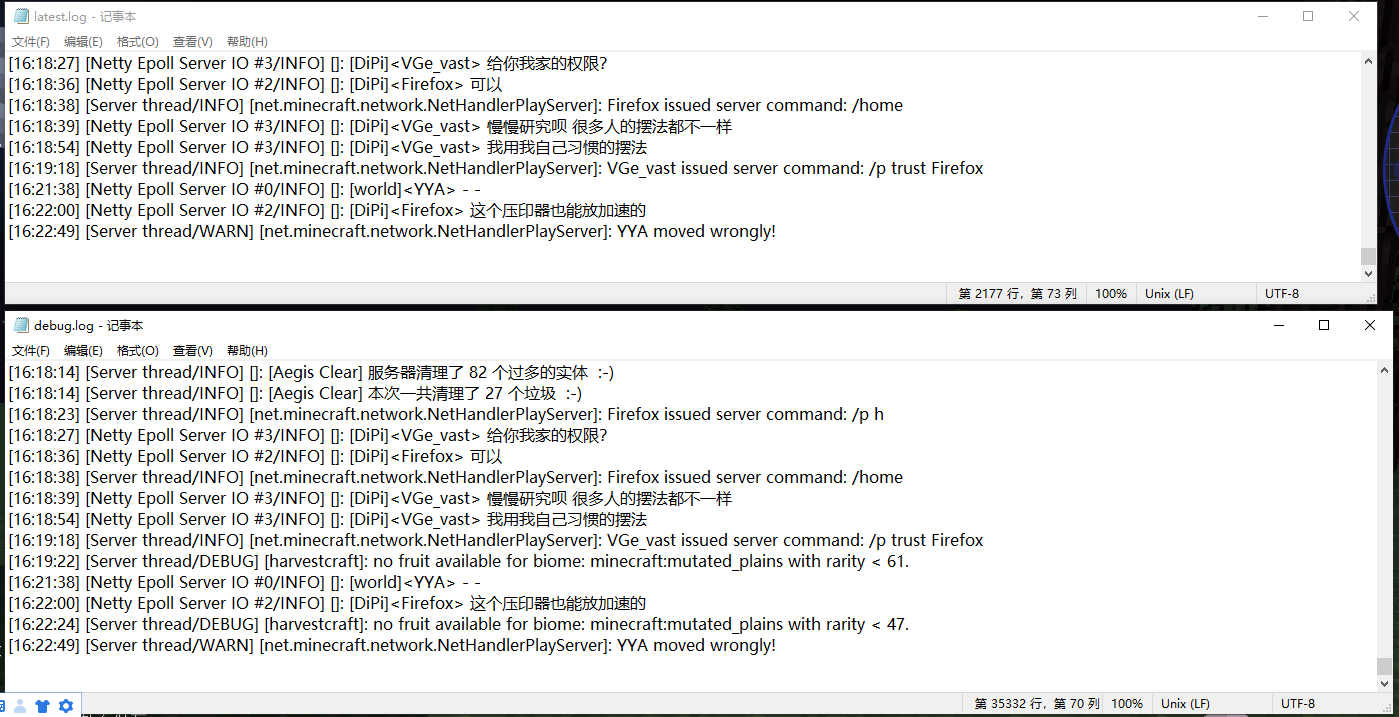 latest.log - 记事本
文件(F) 编辑(E) 格式(O) 查看(V) 帮助(H)
[16:18:27] [Netty Epoll Server IO #3/INFO] []: [DiPi]<VGe_vast> 给你我家的权限?
[16:18:36] [Netty Epoll Server IO #2/INFO] []: [DiPi]<Firefox> 可以
[16:18:38] [Server thread/INFO] [net.minecraft.network.NetHandlerPlayServer]: Firefox issued server command: /home
[16:18:39] [Netty Epoll Server IO #3/INFO] []: [DiPi]<VGe_vast> 慢慢研究呗 很多人的摆法都不一样
[16:18:54] [Netty Epoll Server IO #3/INFO] []: [DiPi]<VGe_vast> 我用我自己习惯的摆法
[16:19:18] [Server thread/INFO] [net.minecraft.network.NetHandlerPlayServer]: VGe_vast issued server command: /p trust Firefox
[16:21:38] [Netty Epoll Server IO #0/INFO] []: [world]<YYA> - -
[16:22:00] [Netty Epoll Server IO #2/INFO] []: [DiPi]<Firefox> 这个压印器也能放加速的
[16:22:49] [Server thread/WARN] [net.minecraft.network.NetHandlerPlayServer]: YYA moved wrongly!
第 2177 行，第 73 列 100% Unix (LF) UTF-8
debug.log - 记事本
文件(F) 编辑(E) 格式(O) 查看(V) 帮助(H)
[16:18:14] [Server thread/INFO] []: [Aegis Clear] 服务器清理了 82 个过多的实体  :-)
[16:18:14] [Server thread/INFO] []: [Aegis Clear] 本次一共清理了 27 个垃圾  :-)
[16:18:23] [Server thread/INFO] [net.minecraft.network.NetHandlerPlayServer]: Firefox issued server command: /p h
[16:18:27] [Netty Epoll Server IO #3/INFO] []: [DiPi]<VGe_vast> 给你我家的权限?
[16:18:36] [Netty Epoll Server IO #2/INFO] []: [DiPi]<Firefox> 可以
[16:18:38] [Server thread/INFO] [net.minecraft.network.NetHandlerPlayServer]: Firefox issued server command: /home
[16:18:39] [Netty Epoll Server IO #3/INFO] []: [DiPi]<VGe_vast> 慢慢研究呗 很多人的摆法都不一样
[16:18:54] [Netty Epoll Server IO #3/INFO] []: [DiPi]<VGe_vast> 我用我自己习惯的摆法
[16:19:18] [Server thread/INFO] [net.minecraft.network.NetHandlerPlayServer]: VGe_vast issued server command: /p trust Firefox
[16:19:22] [Server thread/DEBUG] [harvestcraft]: no fruit available for biome: minecraft:mutated_plains with rarity < 61.
[16:21:38] [Netty Epoll Server IO #0/INFO] []: [world]<YYA> - -
[16:22:00] [Netty Epoll Server IO #2/INFO] []: [DiPi]<Firefox> 这个压印器也能放加速的
[16:22:24] [Server thread/DEBUG] [harvestcraft]: no fruit available for biome: minecraft:mutated_plains with rarity < 47.
[16:22:49] [Server thread/WARN] [net.minecraft.network.NetHandlerPlayServer]: YYA moved wrongly!
第 35332 行，第 70 列 100% Unix (LF) UTF-8